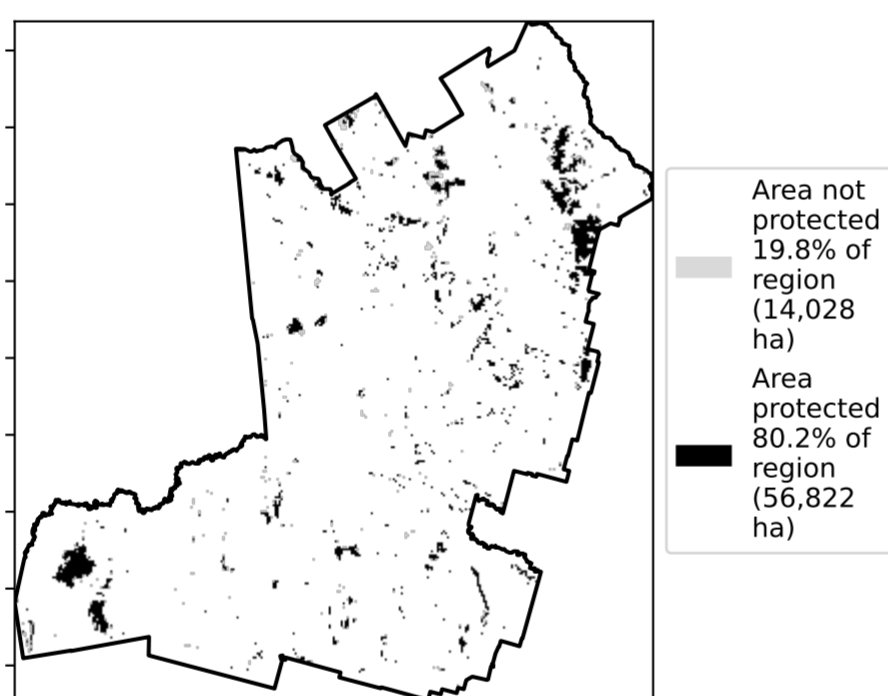 Area not
protected
19.8% of
region
(14,028
ha)
Area
protected
80.2% of
region
(56,822
ha)